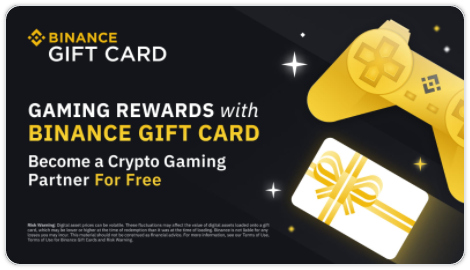 BINANCE
GIFT CARD
GAMING REWARDS with
BINANCE GIFT CARD
Become a Crypto Gaming
Partner For Free
Risk Warning: Digital asset prices can be volatile. These fluctuations may affect the value of digital assets loaded onto a gift
card, which may be lower or higher at the time of redemption than it was at the time of loading. Binance is not liable for any
losses you may incur. This material should not be construed as financial advice. For more information, see our Terms of Use,
Terms of Use for Binance Gift Cards and Risk Warning.